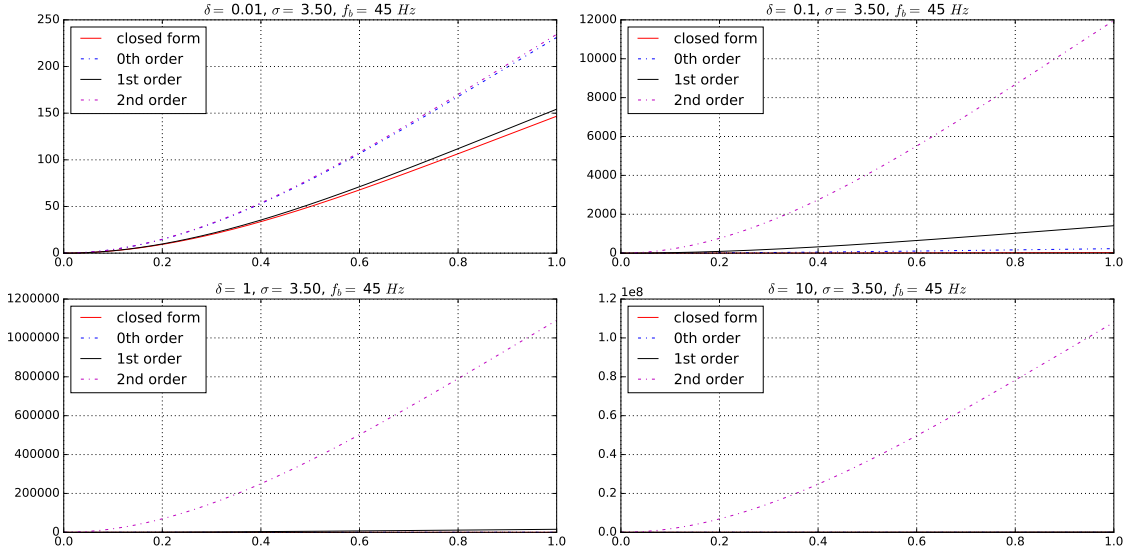 δ = 0.01, σ = 3.50, f_b = 45 Hz
250
200
150
100
50
0
0.0 0.2 0.4 0.6 0.8 1.0
closed form
0th order
1st order
2nd order
δ = 0.1, σ = 3.50, f_b = 45 Hz
12000
10000
8000
6000
4000
2000
0
0.0 0.2 0.4 0.6 0.8 1.0
closed form
0th order
1st order
2nd order
δ = 1, σ = 3.50, f_b = 45 Hz
1200000
1000000
800000
600000
400000
200000
0
0.0 0.2 0.4 0.6 0.8 1.0
closed form
0th order
1st order
2nd order
δ = 10, σ = 3.50, f_b = 45 Hz
1e8
1.2
1.0
0.8
0.6
0.4
0.2
0.0
0.0 0.2 0.4 0.6 0.8 1.0
closed form
0th order
1st order
2nd order